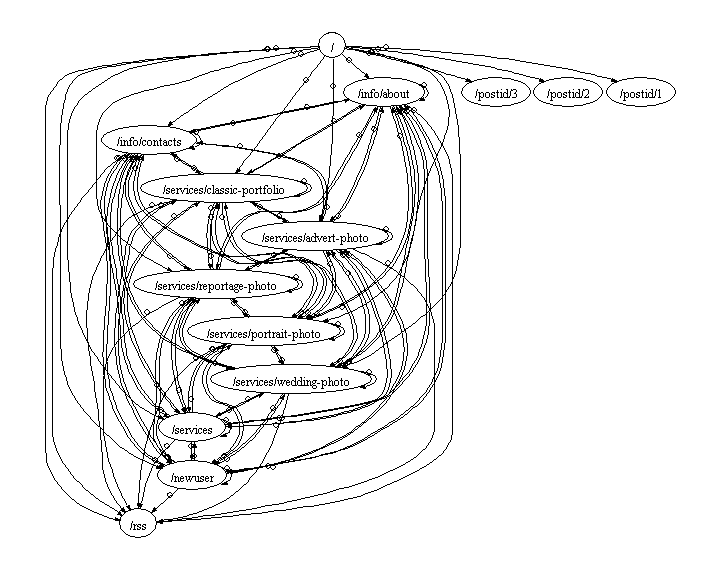 /
/info/about
/postid/3
/postid/2
/postid/1
/info/contacts
/services/classic-portfolio
/services/advert-photo
/services/reportage-photo
/services/portrait-photo
/services/wedding-photo
/services
/newuser
/rss